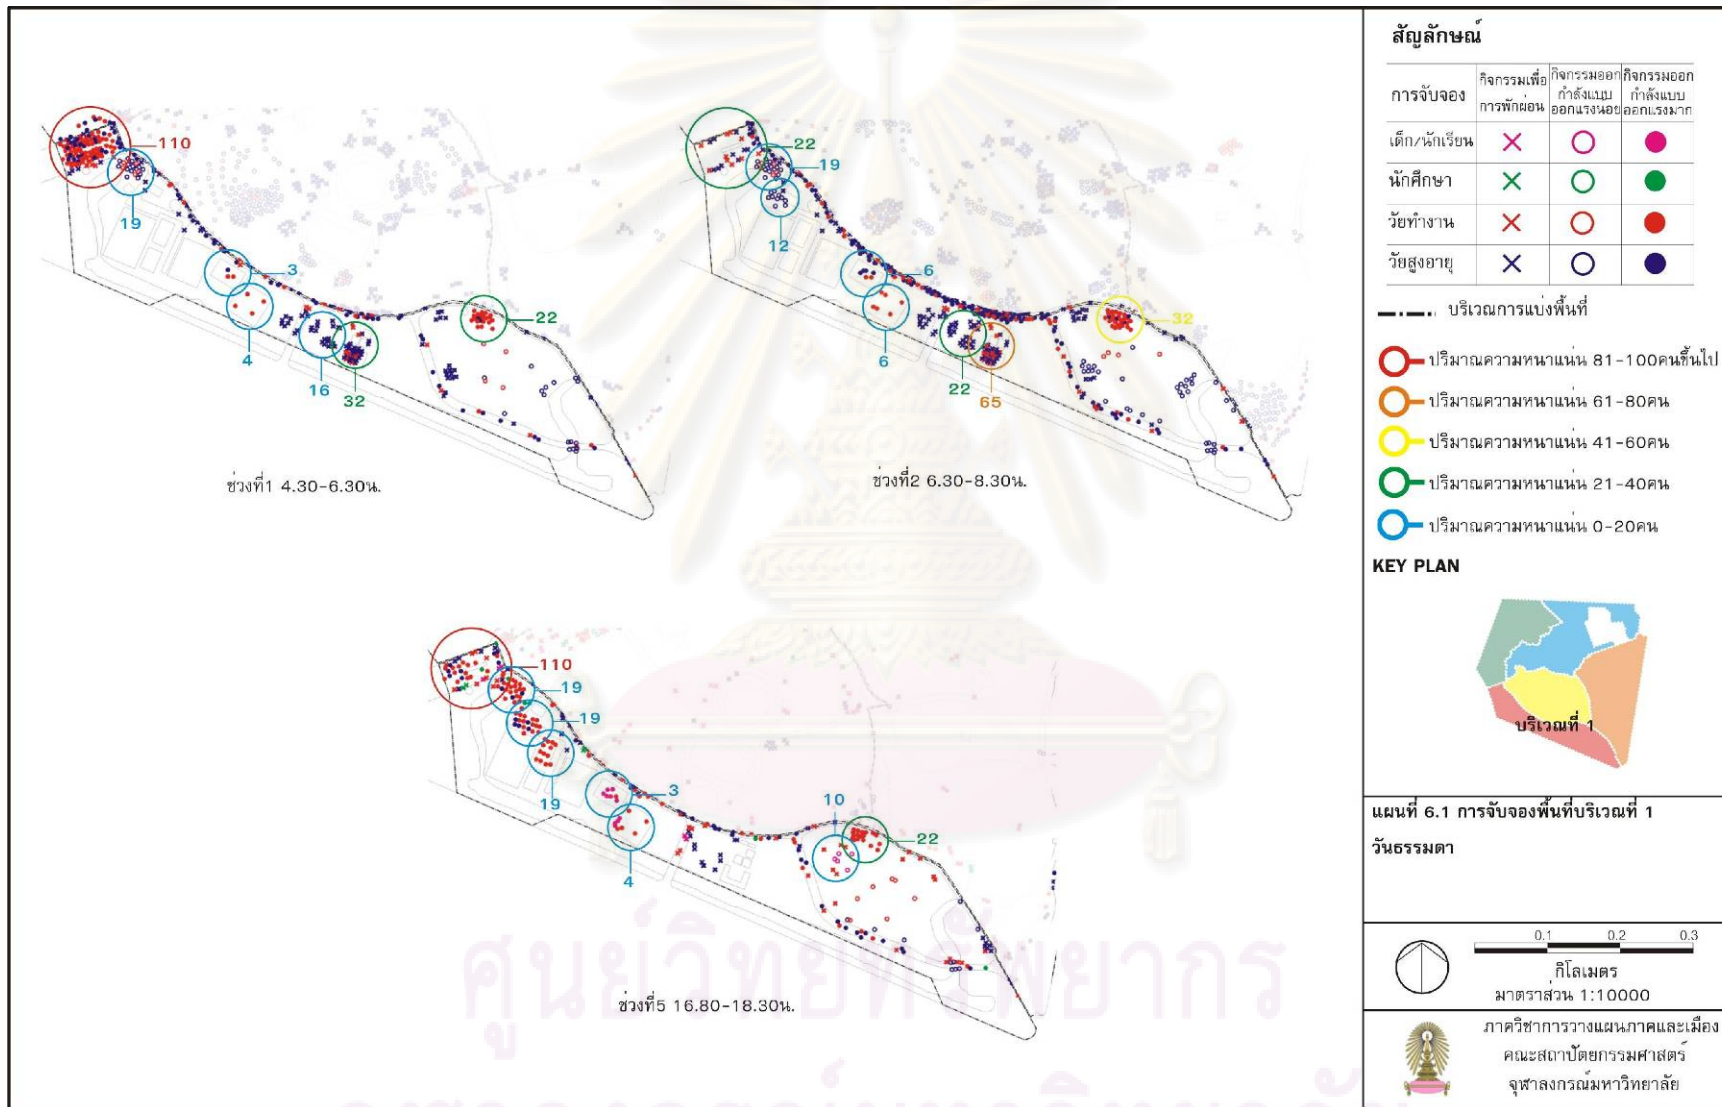 110
19
3
4
16
32
22
ช่วงที่1 4.30-6.30น.
22
19
12
6
6
22
65
32
ช่วงที่2 6.30-8.30น.
110
19
19
19
3
4
10
22
ช่วงที่5 16.80-18.30น.
สัญลักษณ์
การจับจอง
กิจกรรมเพื่อ
การพักผ่อน
กิจกรรมออก
กำลังแบบ
ออกแรงน้อย
กิจกรรมออก
กำลังแบบ
ออกแรงมาก
เด็ก/นักเรียน
นักศึกษา
วัยทำงาน
วัยสูงอายุ
บริเวณการแบ่งพื้นที่
ปริมาณความหนาแน่น 81-100คนขึ้นไป
ปริมาณความหนาแน่น 61-80คน
ปริมาณความหนาแน่น 41-60คน
ปริมาณความหนาแน่น 21-40คน
ปริมาณความหนาแน่น 0-20คน
KEY PLAN
บริเวณที่ 1
แผนที่ 6.1 การจับจองพื้นที่บริเวณที่ 1
วันธรรมดา
0.1 0.2 0.3
กิโลเมตร
มาตราส่วน 1:10000
ภาควิชาการวางแผนภาคและเมือง
คณะสถาปัตยกรรมศาสตร์
จุฬาลงกรณ์มหาวิทยาลัย
ศูนย์วิทยทรัพยากร
จุฬาลงกรณ์มหาวิทยาลัย